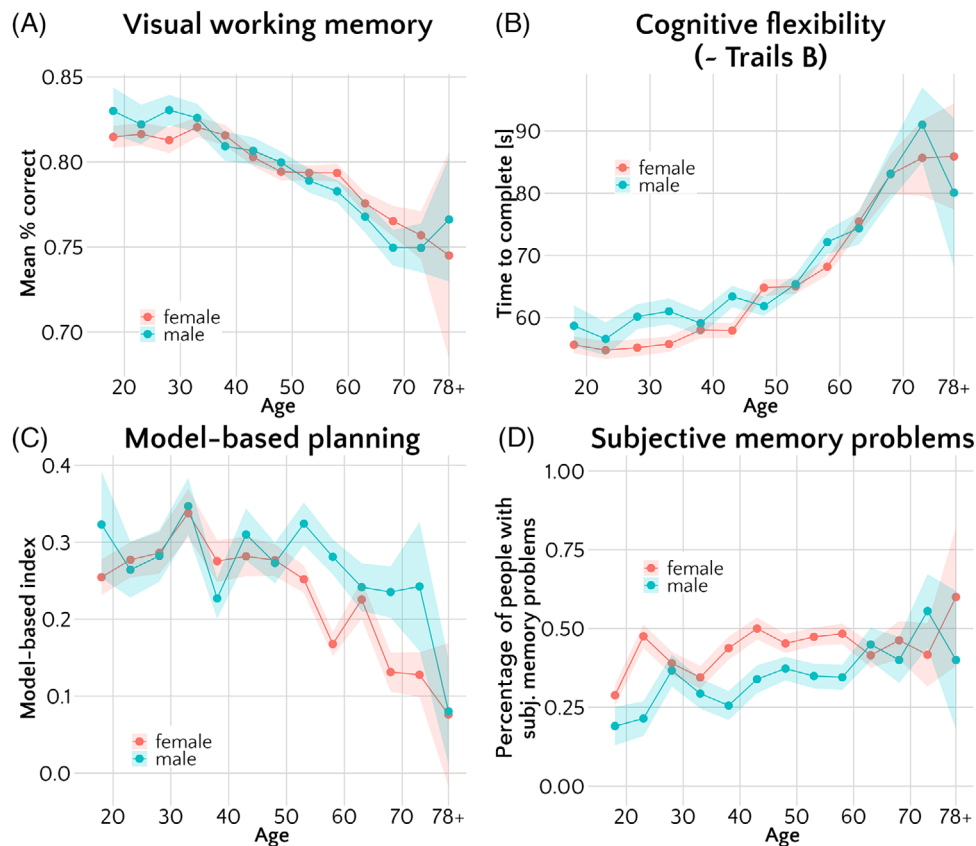 (A) Visual working memory
Mean % correct
0.85
0.80
0.75
0.70
female
male
20 30 40 50 60 70 78+
Age
(B) Cognitive flexibility
(- Trails B)
Time to complete [s]
90
80
70
60
female
male
20 30 40 50 60 70 78+
Age
(C) Model-based planning
Model-based index
0.4
0.3
0.2
0.1
0.0
female
male
20 30 40 50 60 70 78+
Age
(D) Subjective memory problems
Percentage of people with
subj. memory problems
1.00
0.75
0.50
0.25
0.00
female
male
20 30 40 50 60 70 78+
Age